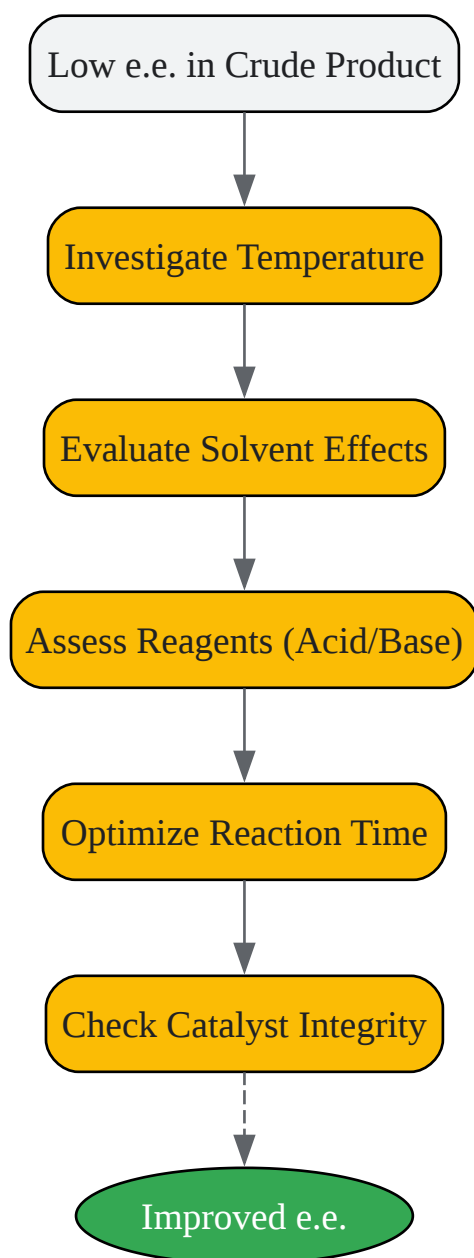 Low e.e. in Crude Product
Investigate Temperature
Evaluate Solvent Effects
Assess Reagents (Acid/Base)
Optimize Reaction Time
Check Catalyst Integrity
Improved e.e.